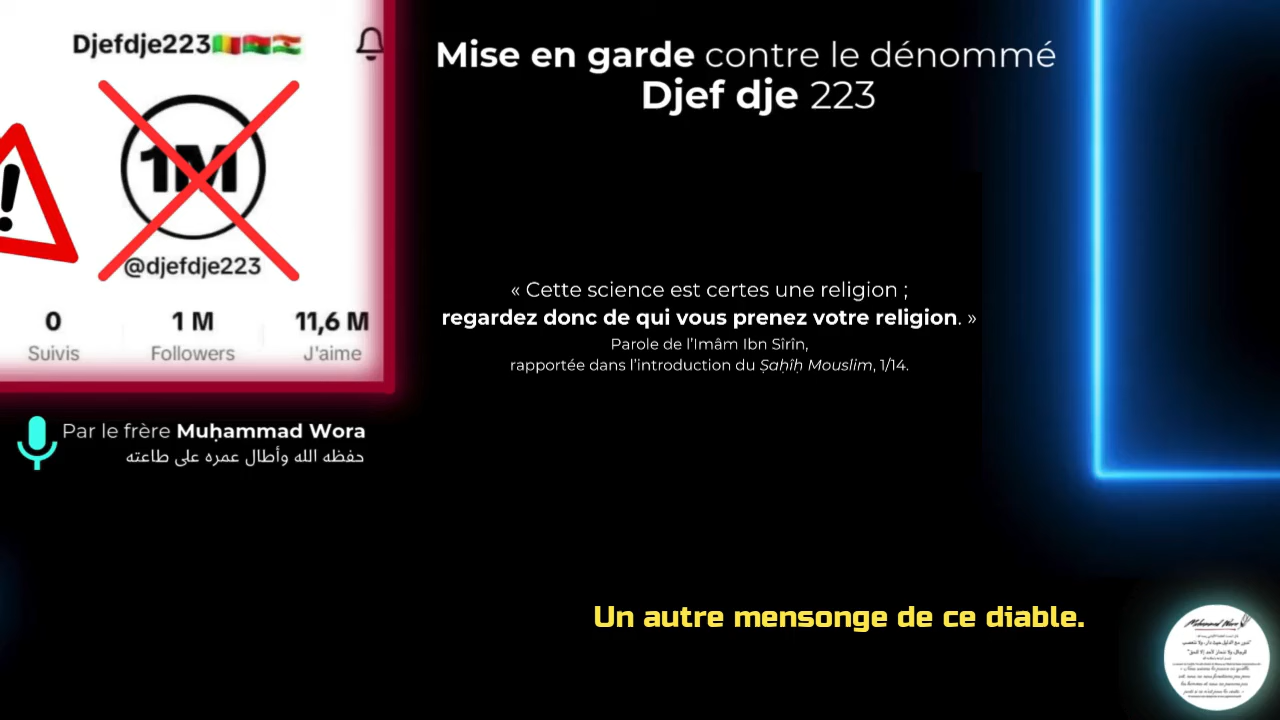 Djefdje223
1M
@djefdje223
0 1 M 11,6 M
Suivis Followers J'aime
Mise en garde contre le dénommé
Djef dje 223
« Cette science est certes une religion ;
regardez donc de qui vous prenez votre religion. »
Parole de l'Imâm Ibn Sîrîn,
rapportée dans l'introduction du Ṣaḥîḥ Mouslim, 1/14.
Par le frère Muḥammad Wora
حفظه الله وأطال عمره على طاعته
Un autre mensonge de ce diable.